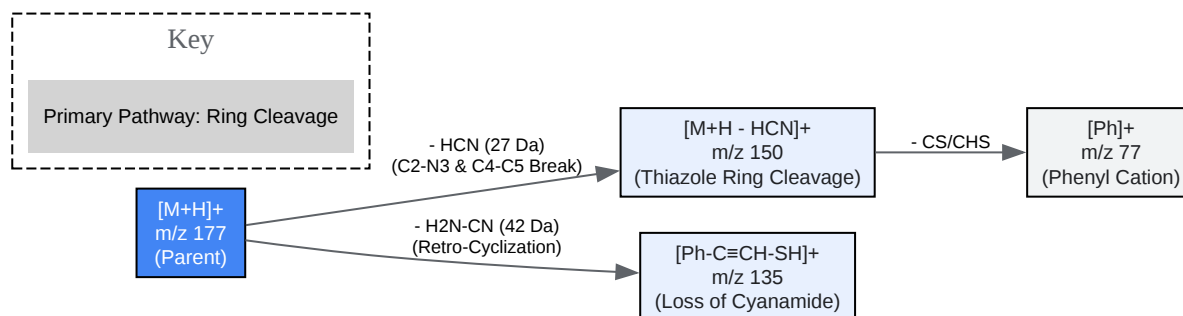 Key
Primary Pathway: Ring Cleavage
[M+H]+
m/z 177
(Parent)
- HCN (27 Da)
(C2-N3 & C4-C5 Break)
- H2N-CN (42 Da)
(Retro-Cyclization)
[M+H - HCN]+
m/z 150
(Thiazole Ring Cleavage)
[Ph-C≡CH-SH]+
m/z 135
(Loss of Cyanamide)
- CS/CHS
[Ph]+
m/z 77
(Phenyl Cation)